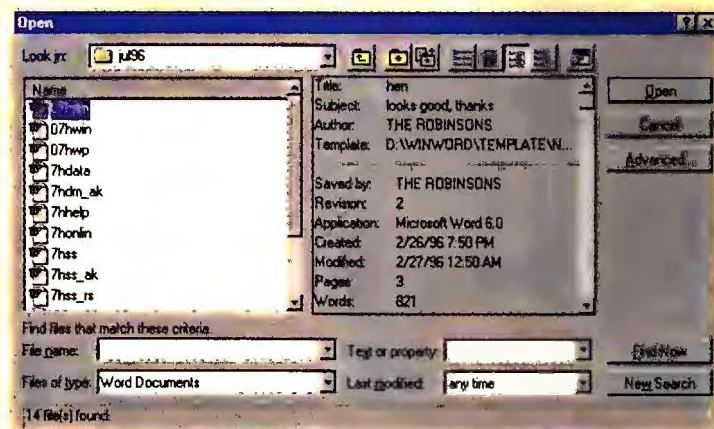 Open
Look in: jul96
Name
07hwin
07hwp
7hdata
7hdm_ak
7hhelp
7honlin
7hss
7hss_ak
7hss_rs
Title: hen
Subject: looks good, thanks
Author: THE ROBINSONS
Template: D:\WINWORD\TEMPLATE\N...
Saved by: THE ROBINSONS
Revision: 2
Application: Microsoft Word 6.0
Created: 2/26/96 7:50 PM
Modified: 2/27/96 12:50 AM
Pages: 3
Words: 821
Open
Cancel
Advanced...
Find files that match these criteria:
File name:
Text or property:
Find Now
Files of type: Word Documents
Last modified: any time
New Search
14 file(s) found.